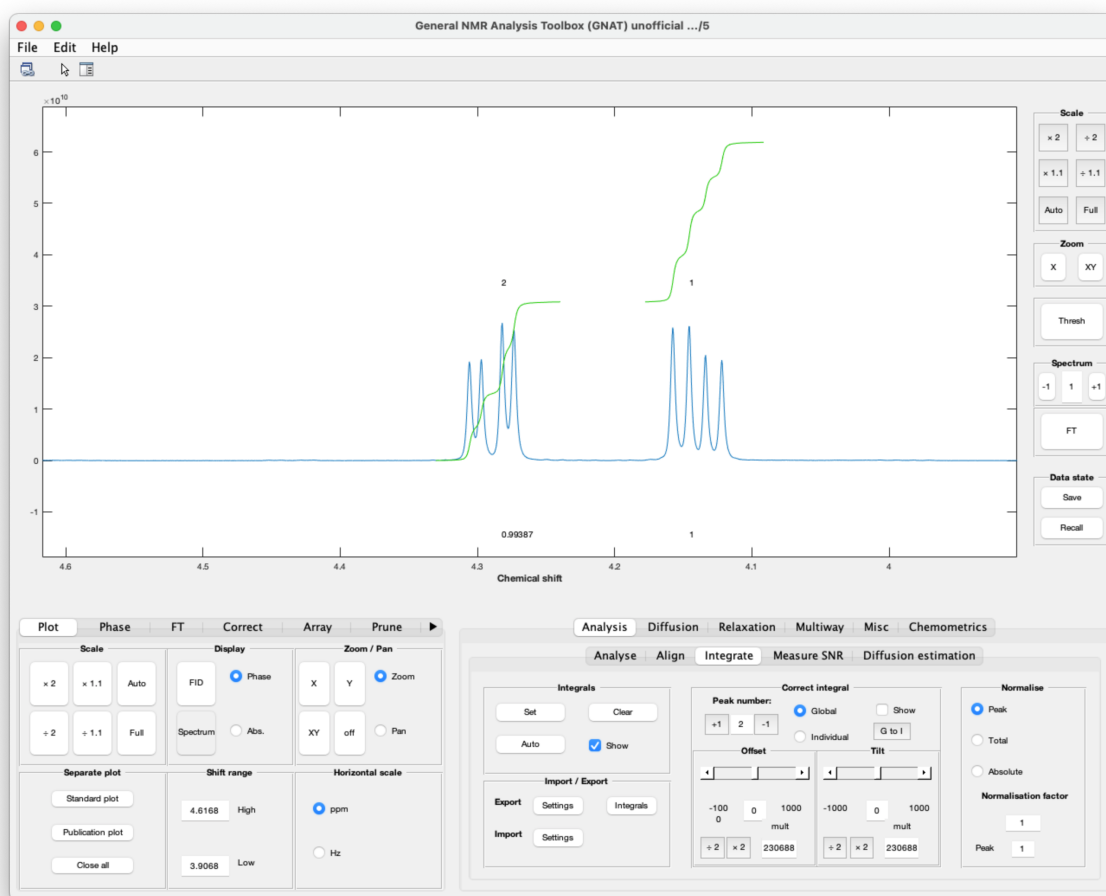 General NMR Analysis Toolbox (GNAT) unofficial .../5
File Edit Help
×10^10
6
5
4
3
2
1
0
-1
2 1
0.99387 1
4.6 4.5 4.4 4.3 4.2 4.1 4
Chemical shift
Scale
× 2 ÷ 2
× 1.1 ÷ 1.1
Auto Full
Zoom
X XY
Thresh
Spectrum
-1 1 +1
FT
Data state
Save
Recall
Plot Phase FT Correct Array Prune
Scale
× 2 × 1.1 Auto
÷ 2 ÷ 1.1 Full
Display
FID Phase
Spectrum Abs.
Zoom / Pan
X Y Zoom
XY off Pan
Separate plot
Standard plot
Publication plot
Close all
Shift range
4.6168 High
3.9068 Low
Horizontal scale
ppm
Hz
Analysis Diffusion Relaxation Multiway Misc Chemometrics
Analyse Align Integrate Measure SNR Diffusion estimation
Integrals
Set Clear
Auto Show
Import / Export
Export Settings Integrals
Import Settings
Correct integral
Peak number:
+1 2 -1
Global Show
Individual G to I
Offset
-100
0
0 1000
mult
÷ 2 × 2 230688
Tilt
-1000 0 1000
mult
÷ 2 × 2 230688
Normalise
Peak
Total
Absolute
Normalisation factor
1
Peak 1